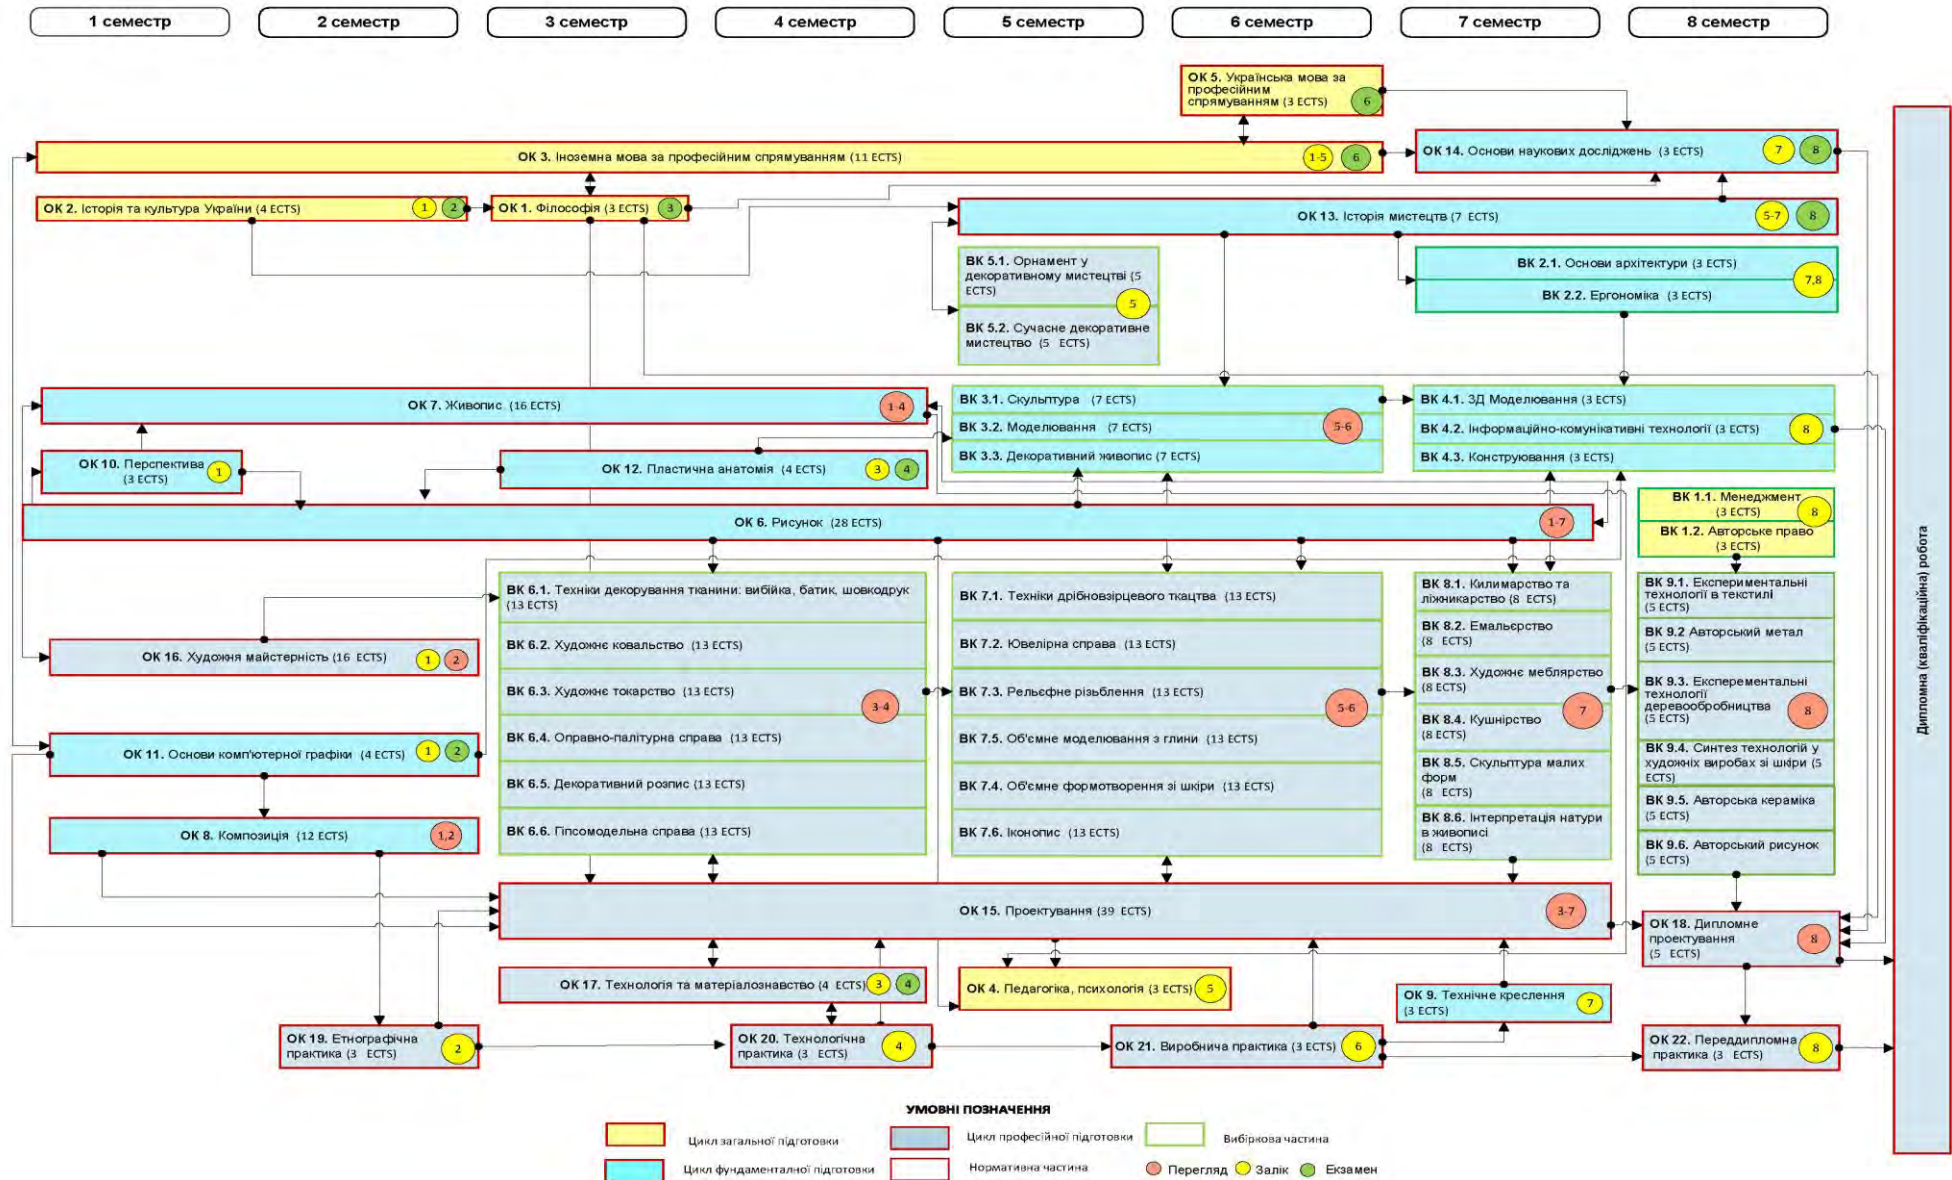 1 семестр
2 семестр
3 семестр
4 семестр
5 семестр
6 семестр
7 семестр
8 семестр
ОК 5. Українська мова за
професійним
спрямуванням (3 ECTS)
6
ОК 3. Іноземна мова за професійним спрямуванням (11 ECTS)
1-5
6
ОК 14. Основи наукових досліджень (3 ECTS)
7
8
ОК 2. Історія та культура України (4 ECTS)
1
2
ОК 1. Філософія (3 ECTS)
3
ОК 13. Історія мистецтв (7 ECTS)
5-7
8
ВК 5.1. Орнамент у
декоративному мистецтві (5
ECTS)
5
ВК 5.2. Сучасне декоративне
мистецтво (5 ECTS)
ВК 2.1. Основи архітектури (3 ECTS)
7,8
ВК 2.2. Ергономіка (3 ECTS)
ОК 7. Живопис (16 ECTS)
1-4
ВК 3.1. Скульптура (7 ECTS)
ВК 3.2. Моделювання (7 ECTS)
5-6
ВК 3.3. Декоративний живопис (7 ECTS)
ВК 4.1. 3Д Моделювання (3 ECTS)
ВК 4.2. Інформаційно-комунікативні технології (3 ECTS)
8
ВК 4.3. Конструювання (3 ECTS)
ОК 10. Перспектива
(3 ECTS)
1
ОК 12. Пластична анатомія (4 ECTS)
3
4
ОК 6. Рисунок (28 ECTS)
1-7
ВК 1.1. Менеджмент
(3 ECTS)
8
ВК 1.2. Авторське право
(3 ECTS)
ВК 6.1. Техніки декорування тканини: вибійка, батик, шовкодрук
(13 ECTS)
ВК 6.2. Художнє ковальство (13 ECTS)
ВК 6.3. Художнє токарство (13 ECTS)
3-4
ВК 6.4. Оправно-палітурна справа (13 ECTS)
ВК 6.5. Декоративний розпис (13 ECTS)
ВК 6.6. Гіпсомодельна справа (13 ECTS)
ВК 7.1. Техніки дрібновзірцевого ткацтва (13 ECTS)
ВК 7.2. Ювелірна справа (13 ECTS)
ВК 7.3. Рельєфне різьблення (13 ECTS)
5-6
ВК 7.5. Об'ємне моделювання з глини (13 ECTS)
ВК 7.4. Об'ємне формотворення зі шкіри (13 ECTS)
ВК 7.6. Іконопис (13 ECTS)
ВК 8.1. Килимарство та
ліжникарство (8 ECTS)
ВК 8.2. Емальєрство
(8 ECTS)
ВК 8.3. Художнє меблярство
(8 ECTS)
7
ВК 8.4. Кушнірство
(8 ECTS)
ВК 8.5. Скульптура малих
форм
(8 ECTS)
ВК 8.6. Інтерпретація натури
в живописі
(8 ECTS)
ВК 9.1. Експериментальні
технології в текстилі
(5 ECTS)
ВК 9.2 Авторський метал
(5 ECTS)
ВК 9.3. Експерементальні
технології
деревообробництва
(5 ECTS)
8
ВК 9.4. Синтез технологій у
художніх виробах зі шкіри (5
ECTS)
ВК 9.5. Авторська кераміка
(5 ECTS)
ВК 9.6. Авторський рисунок
(5 ECTS)
ОК 16. Художня майстерність (16 ECTS)
1
2
ОК 11. Основи комп'ютерної графіки (4 ECTS)
1
2
ОК 8. Композиція (12 ECTS)
1,2
ОК 15. Проектування (39 ECTS)
3-7
ОК 18. Дипломне
проектування
(5 ECTS)
8
ОК 17. Технологія та матеріалознавство (4 ECTS)
3
4
ОК 4. Педагогіка, психологія (3 ECTS)
5
ОК 9. Технічне креслення
(3 ECTS)
7
ОК 19. Етнографічна
практика (3 ECTS)
2
ОК 20. Технологічна
практика (3 ECTS)
4
ОК 21. Виробнича практика (3 ECTS)
6
ОК 22. Переддипломна
практика (3 ECTS)
8
Дипломна (кваліфікаційна) робота
УМОВНІ ПОЗНАЧЕННЯ
Цикл загальної підготовки
Цикл професійної підготовки
Вибіркова частина
Цикл фундаменталної підготовки
Нормативна частина
Перегляд
Залік
Екзамен